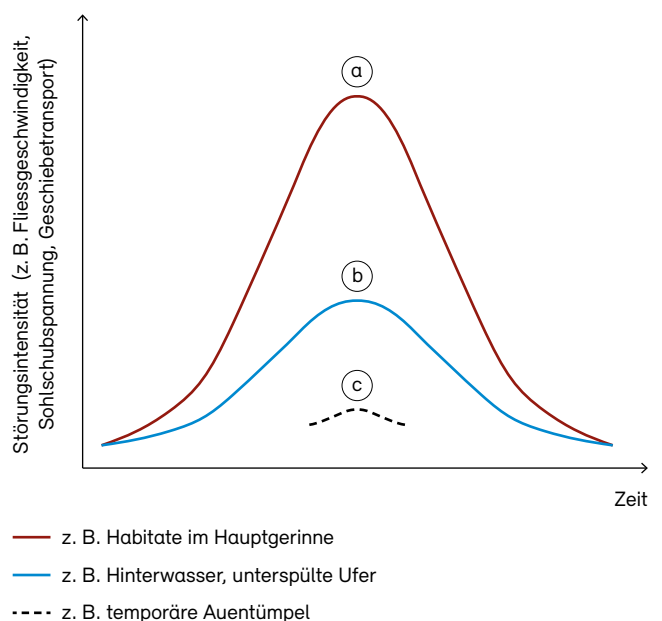 Störungsintensität (z. B. Fliessgeschwindigkeit,
Sohlschubspannung, Geschiebetransport)
a
b
c
Zeit
z. B. Habitate im Hauptgerinne
z. B. Hinterwasser, unterspülte Ufer
z. B. temporäre Auentümpel